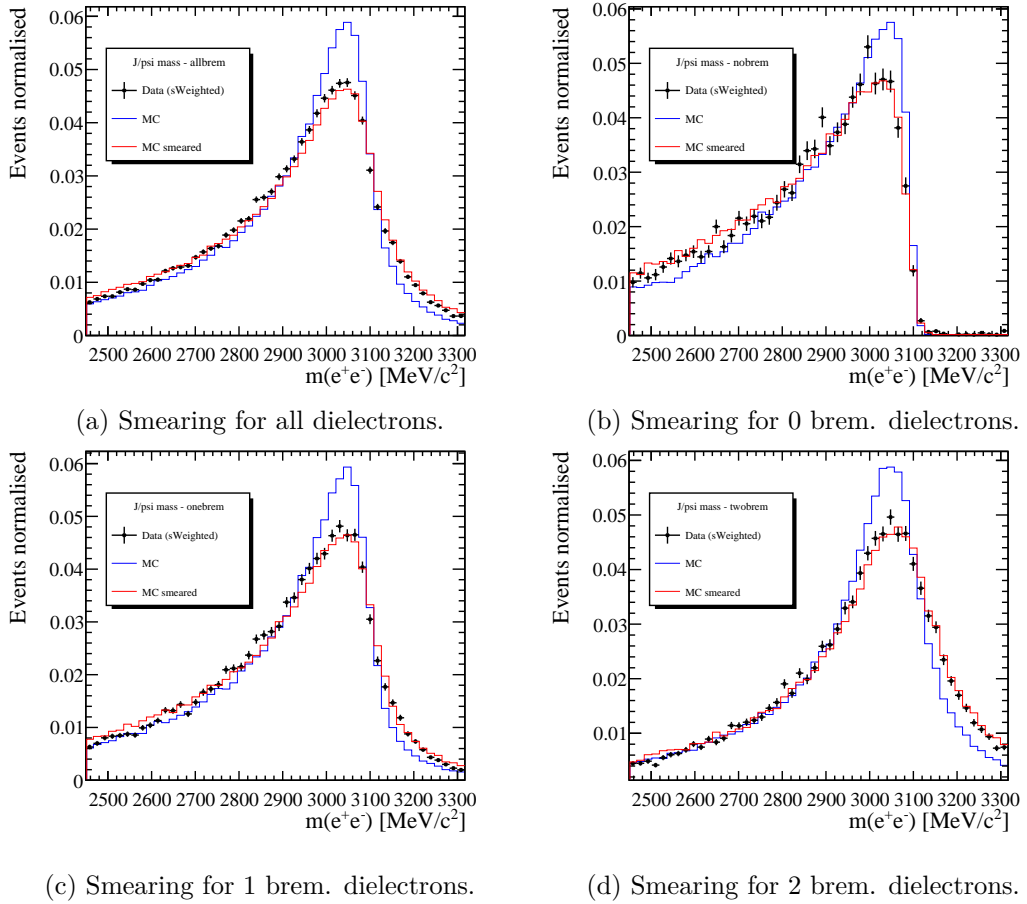 Events normalised
0.06
0.05
0.04
0.03
0.02
0.01
0
J/psi mass - allbrem
Data (sWeighted)
MC
MC smeared
2500 2600 2700 2800 2900 3000 3100 3200 3300
m(e⁺e⁻) [MeV/c²]
(a) Smearing for all dielectrons.
Events normalised
0.06
0.05
0.04
0.03
0.02
0.01
0
J/psi mass - nobrem
Data (sWeighted)
MC
MC smeared
2500 2600 2700 2800 2900 3000 3100 3200 3300
m(e⁺e⁻) [MeV/c²]
(b) Smearing for 0 brem. dielectrons.
Events normalised
0.06
0.05
0.04
0.03
0.02
0.01
0
J/psi mass - onebrem
Data (sWeighted)
MC
MC smeared
2500 2600 2700 2800 2900 3000 3100 3200 3300
m(e⁺e⁻) [MeV/c²]
(c) Smearing for 1 brem. dielectrons.
Events normalised
0.06
0.05
0.04
0.03
0.02
0.01
J/psi mass - twobrem
Data (sWeighted)
MC
MC smeared
2500 2600 2700 2800 2900 3000 3100 3200 3300
m(e⁺e⁻) [MeV/c²]
(d) Smearing for 2 brem. dielectrons.